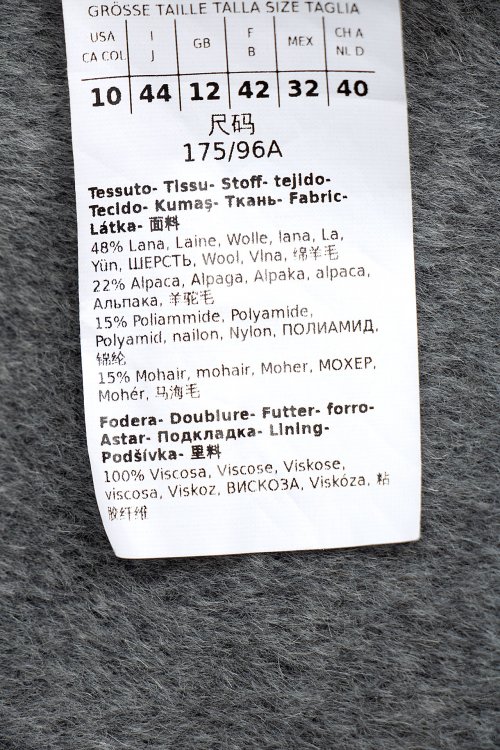 GRÖSSE TAILLE TALLA SIZE TAGLIA
USA I GB F MEX CH A
CA COL J B NL D
10 44 12 42 32 40
尺码
175/96A
Tessuto- Tissu- Stoff- tejido-
Tecido- Kumaş- Ткань- Fabric-
Látka- 面料
48% Lana, Laine, Wolle, lana, La,
Yün, ШЕРСТЬ, Wool, Vlna, 绵羊毛
22% Alpaca, Alpaga, Alpaka, alpaca,
Альпака, 羊驼毛
15% Poliammide, Polyamide,
Polyamid, nailon, Nylon, ПОЛИАМИД,
锦纶
15% Mohair, mohair, Moher, МОХЕР,
Mohér, 马海毛
Fodera- Doublure- Futter- forro-
Astar- Подкладка- Lining-
Podšívka- 里料
100% Viscosa, Viscose, Viskose,
viscosa, Viskoz, ВИСКОЗА, Viskóza, 粘
胶纤维